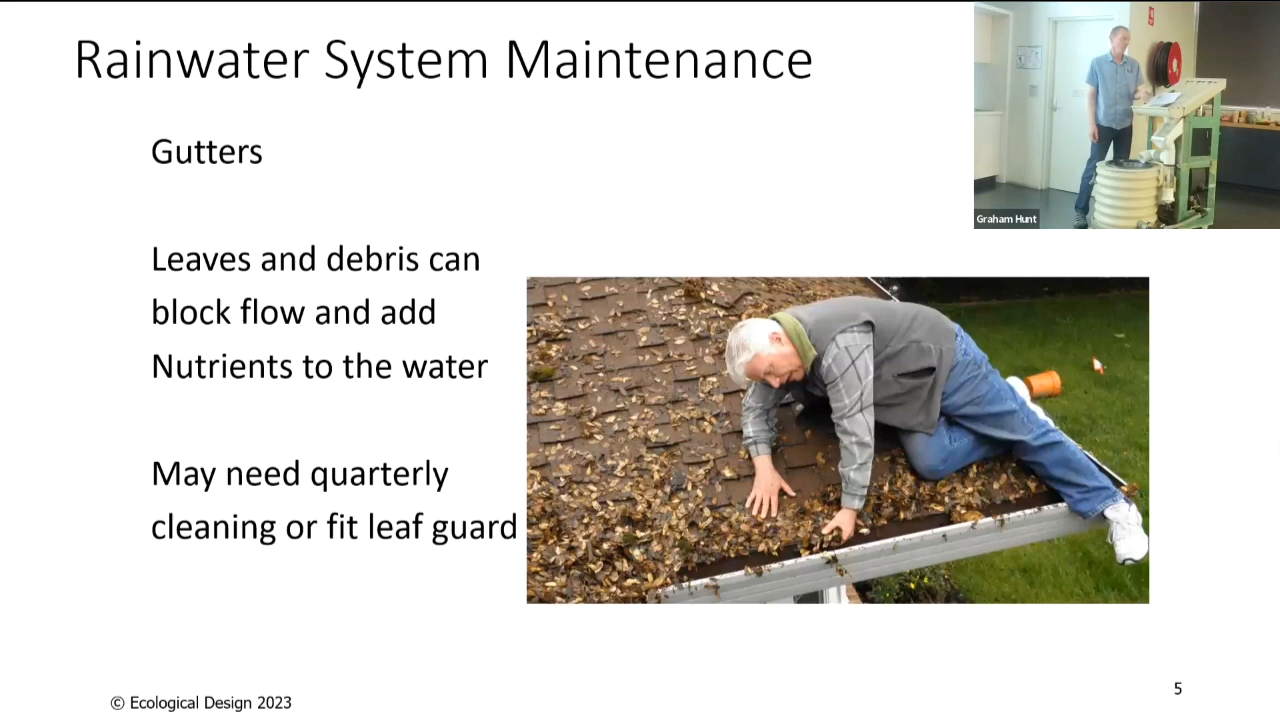 Rainwater System Maintenance
Graham Hunt
Gutters
Leaves and debris can
block flow and add
Nutrients to the water
May need quarterly
cleaning or fit leaf guard
© Ecological Design 2023
5